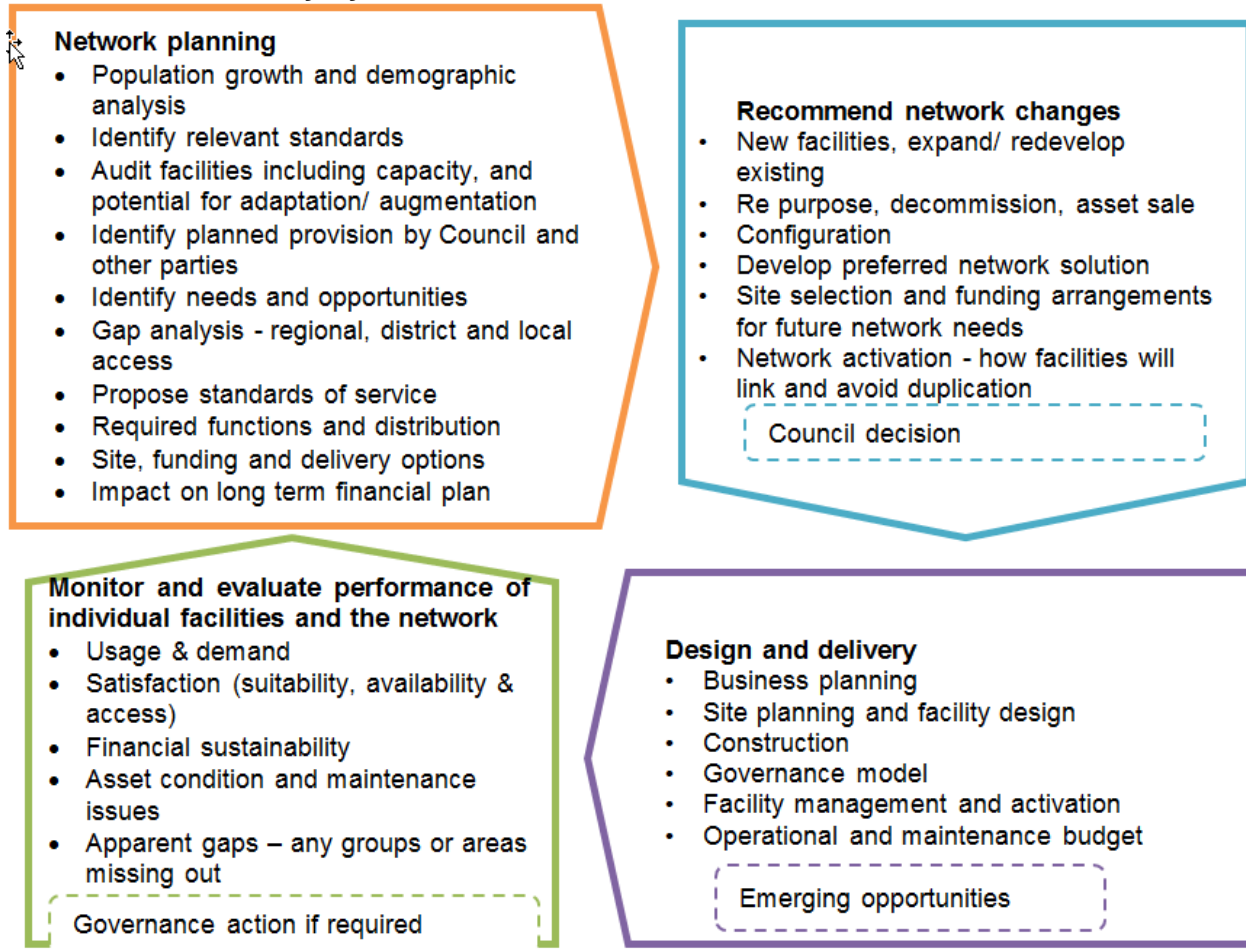 Network planning
• Population growth and demographic
analysis
• Identify relevant standards
• Audit facilities including capacity, and
potential for adaptation/ augmentation
• Identify planned provision by Council and
other parties
• Identify needs and opportunities
• Gap analysis - regional, district and local
access
• Propose standards of service
• Required functions and distribution
• Site, funding and delivery options
• Impact on long term financial plan
Recommend network changes
• New facilities, expand/ redevelop
existing
• Re purpose, decommission, asset sale
• Configuration
• Develop preferred network solution
• Site selection and funding arrangements
for future network needs
• Network activation - how facilities will
link and avoid duplication
Council decision
Design and delivery
• Business planning
• Site planning and facility design
• Construction
• Governance model
• Facility management and activation
• Operational and maintenance budget
Emerging opportunities
Monitor and evaluate performance of
individual facilities and the network
• Usage & demand
• Satisfaction (suitability, availability &
access)
• Financial sustainability
• Asset condition and maintenance
issues
• Apparent gaps – any groups or areas
missing out
Governance action if required